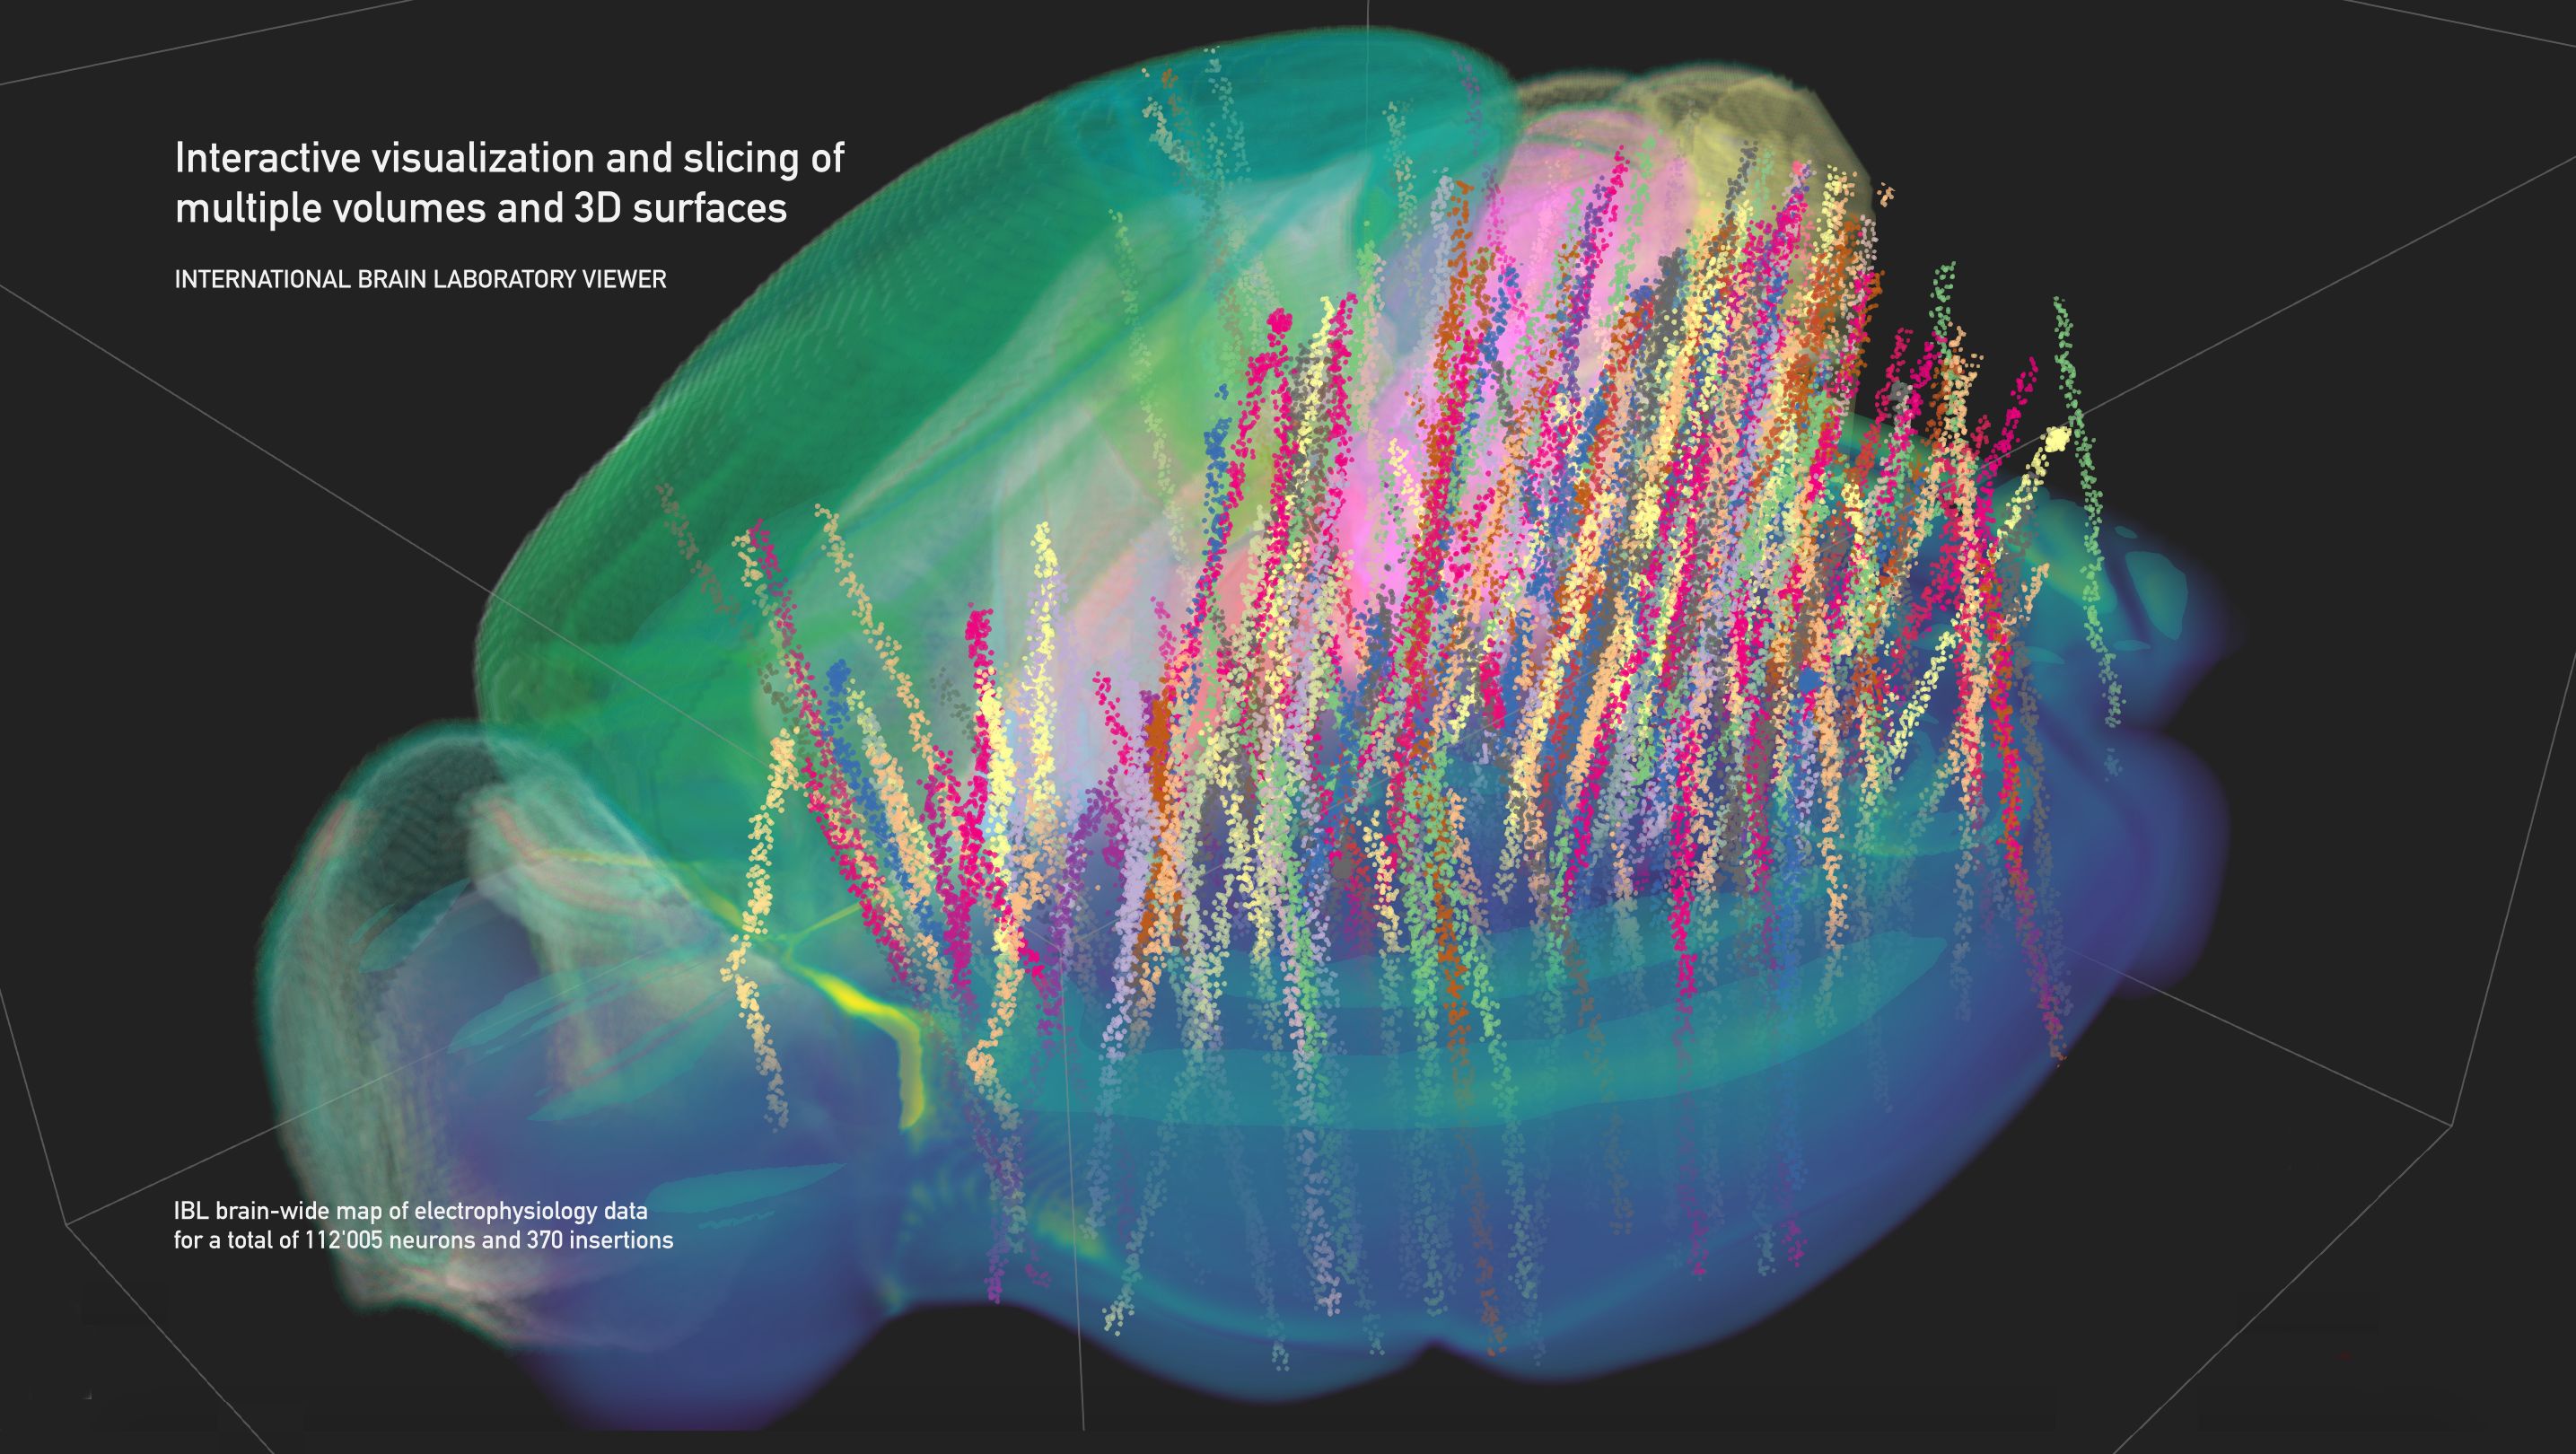 Interactive visualization and slicing of
multiple volumes and 3D surfaces
INTERNATIONAL BRAIN LABORATORY VIEWER
IBL brain-wide map of electrophysiology data
for a total of 112'005 neurons and 370 insertions